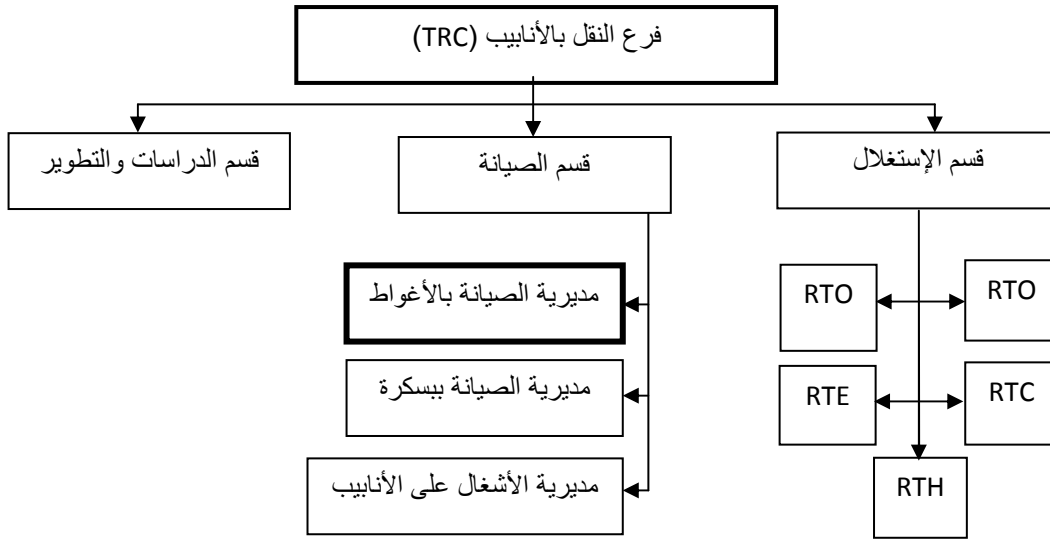 فرع النقل بالأنابيب (TRC)
قسم الإستغلال
قسم الصيانة
قسم الدراسات والتطوير
RTO
RTO
RTC
RTE
RTH
مديرية الصيانة بالأغواط
مديرية الصيانة ببسكرة
مديرية الأشغال على الأنابيب